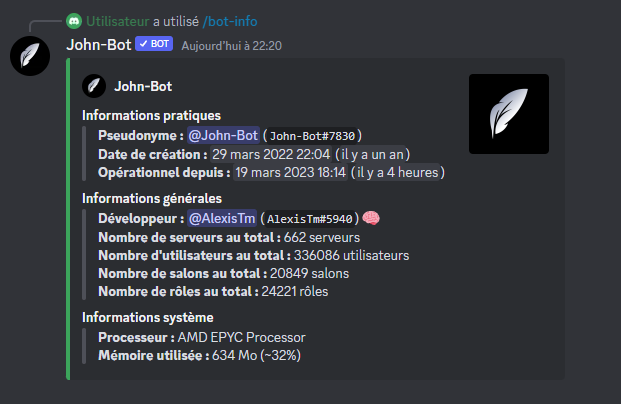 Utilisateur a utilisé /bot-info
John-Bot ✓ BOT Aujourd'hui à 22:20
John-Bot
Informations pratiques
Pseudonyme : @John-Bot (John-Bot#7830)
Date de création : 29 mars 2022 22:04 (il y a un an)
Opérationnel depuis : 19 mars 2023 18:14 (il y a 4 heures)
Informations générales
Développeur : @AlexisTm (AlexisTm#5940) 🧠
Nombre de serveurs au total : 662 serveurs
Nombre d'utilisateurs au total : 336086 utilisateurs
Nombre de salons au total : 20849 salons
Nombre de rôles au total : 24221 rôles
Informations système
Processeur : AMD EPYC Processor
Mémoire utilisée : 634 Mo (~32%)